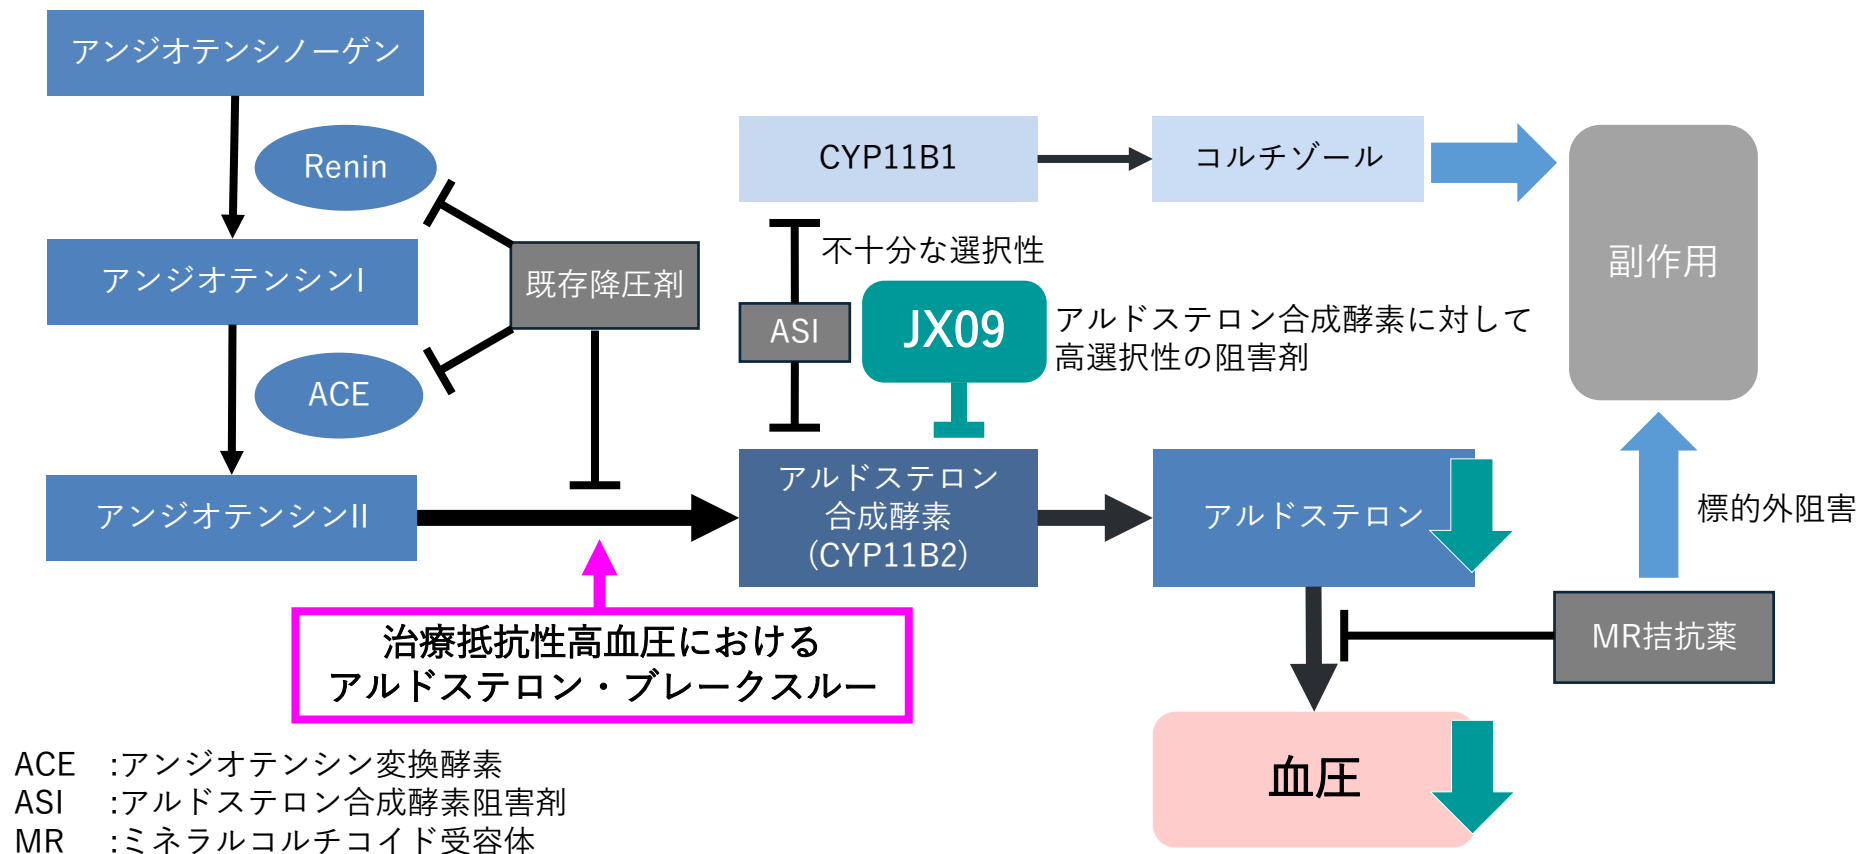 アンジオテンシノーゲン
Renin
アンジオテンシンI
ACE
アンジオテンシンII
既存降圧剤
CYP11B1
コルチゾール
不十分な選択性
ASI
JX09
アルドステロン合成酵素に対して
高選択性の阻害剤
アルドステロン
合成酵素
(CYP11B2)
アルドステロン
副作用
標的外阻害
MR拮抗薬
治療抵抗性高血圧における
アルドステロン・ブレークスルー
血圧
ACE :アンジオテンシン変換酵素
ASI :アルドステロン合成酵素阻害剤
MR :ミネラルコルチコイド受容体